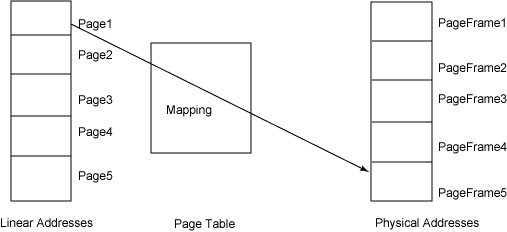 Page1
Page2
Page3
Page4
Page5
Linear Addresses
Mapping
Page Table
PageFrame1
PageFrame2
PageFrame3
PageFrame4
PageFrame5
Physical Addresses